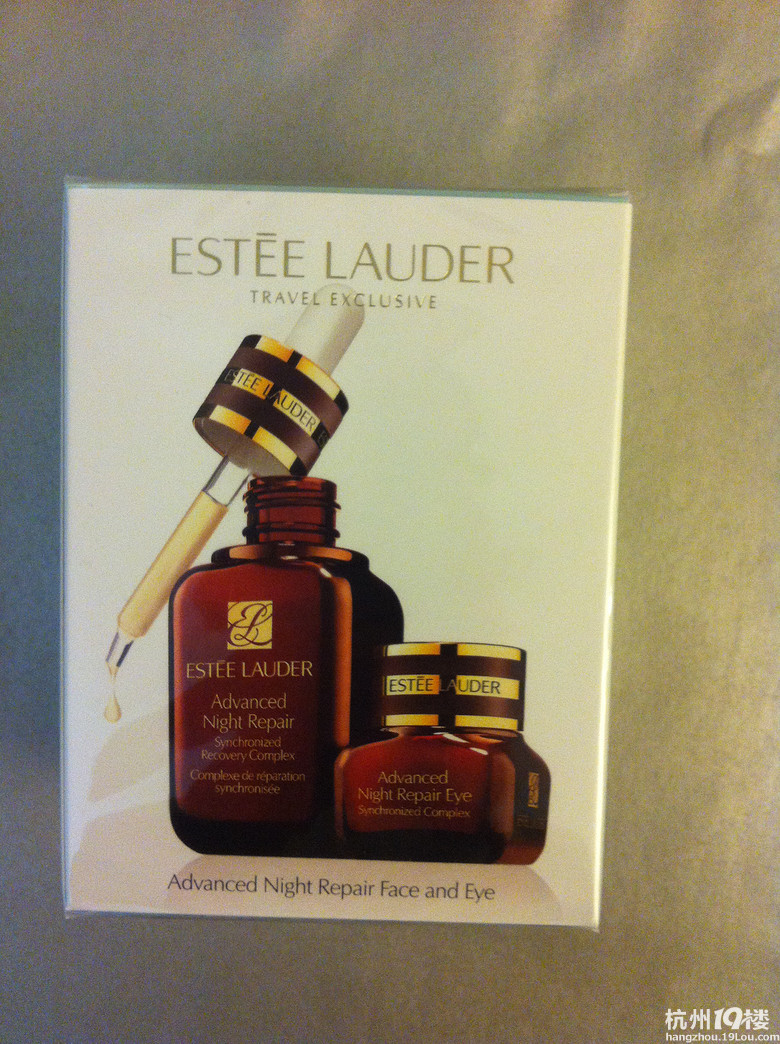 ESTĒE LAUDER
TRAVEL EXCLUSIVE
ESTĒE LAUDER
ESTĒE LAUDER
Advanced
Night Repair
Synchronized
Recovery Complex
Complexe de réparation
synchronisée
ESTĒE LAUDER
Advanced
Night Repair Eye
Synchronized Complex
Advanced Night Repair Face and Eye
杭州19楼
hangzhou.19Lou.com